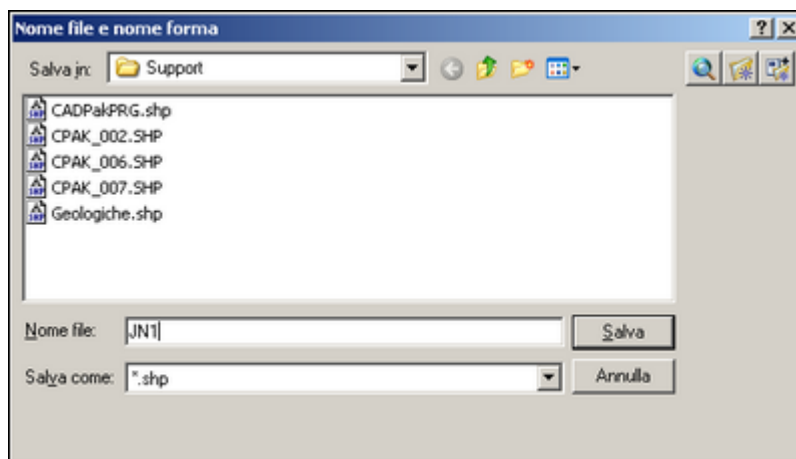 Nome file e nome forma
Salva in: Support
CADPakPRG.shp
CPAK_002.SHP
CPAK_006.SHP
CPAK_007.SHP
Geologiche.shp
Nome file: JN1
Salva
Salva come: *.shp
Annulla